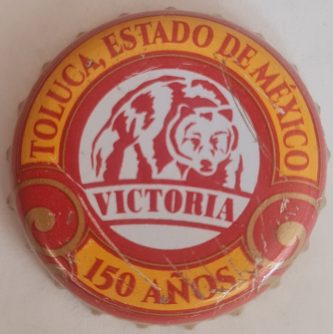 TOLUCA, ESTADO DE MÉXICO
VICTORIA
150 AÑOS